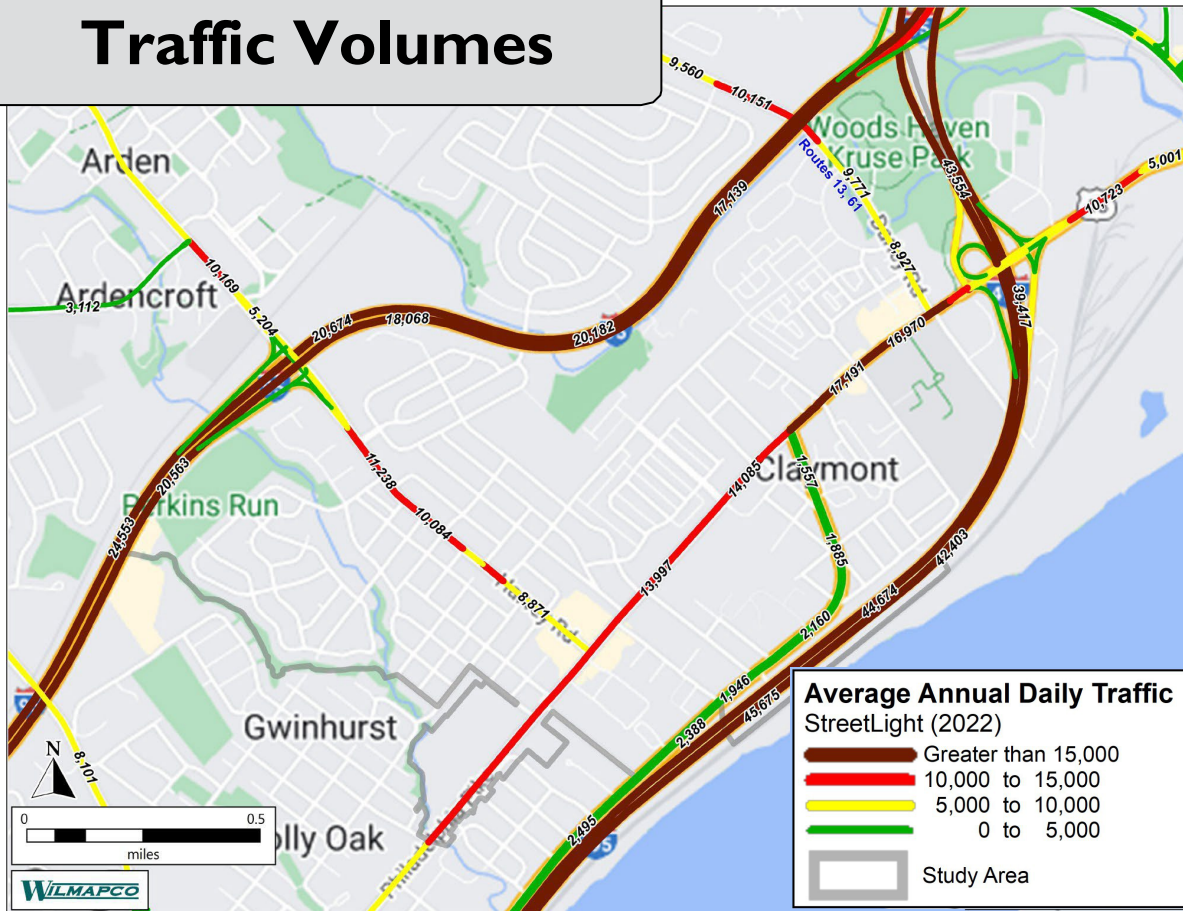 Traffic Volumes
9,560
10,151
Woods Haven
Kruse Park
Routes 13, 61
Arden
9,771
43,554
5,001
10,723
17,139
8,927
10,169
Ardencroft
3,112
5,204
20,674
18,068
20,182
39,417
16,970
17,191
11,238
14,085
Claymont
1,557
20,563
Perkins Run
24,553
10,084
1,885
42,403
13,997
8,871
44,674
2,160
1,946
45,675
Gwinhurst
2,388
8,101
N
0 0.5
miles
olly Oak
2,495
95
WILMAPCO
Average Annual Daily Traffic
StreetLight (2022)
Greater than 15,000
10,000 to 15,000
5,000 to 10,000
0 to 5,000
Study Area